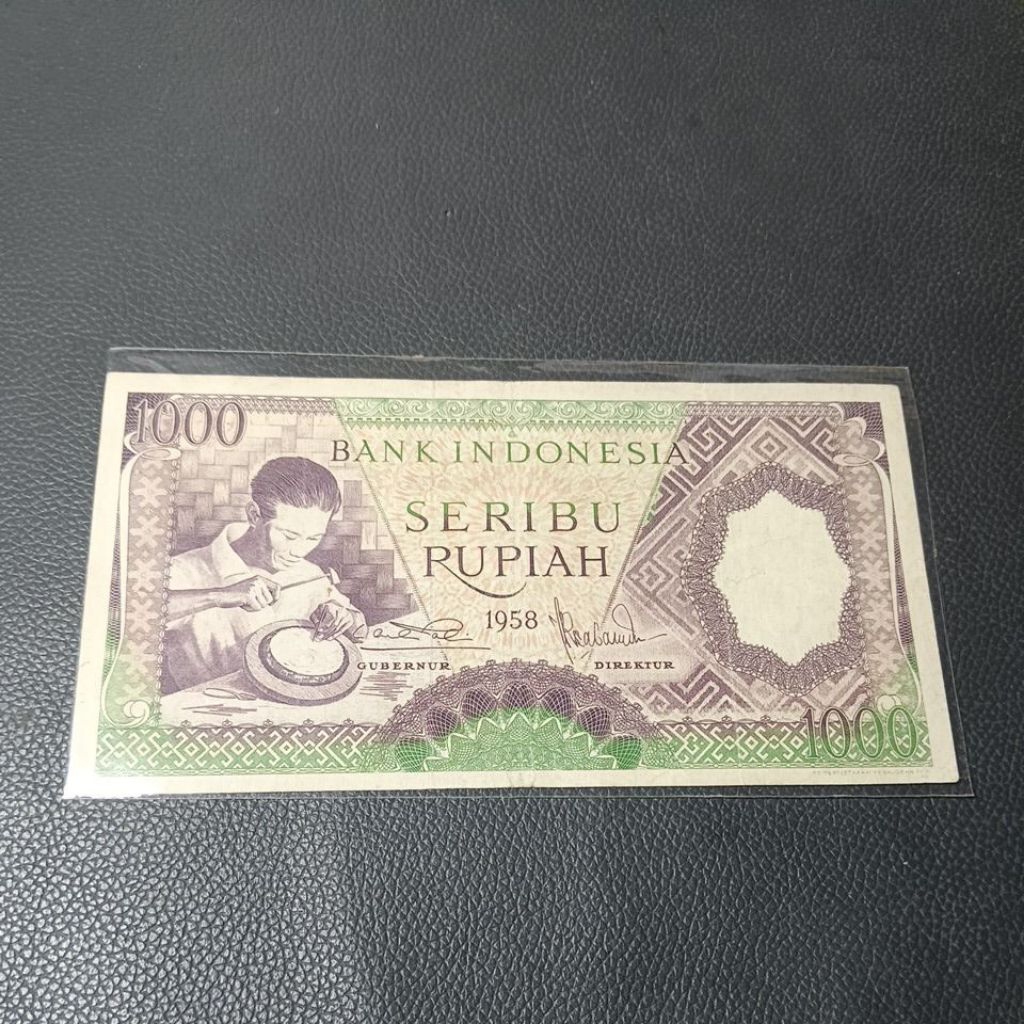 1000
BANK INDONESIA
SERIBU
RUPIAH
1958
GUBERNUR
DIREKTUR
1000